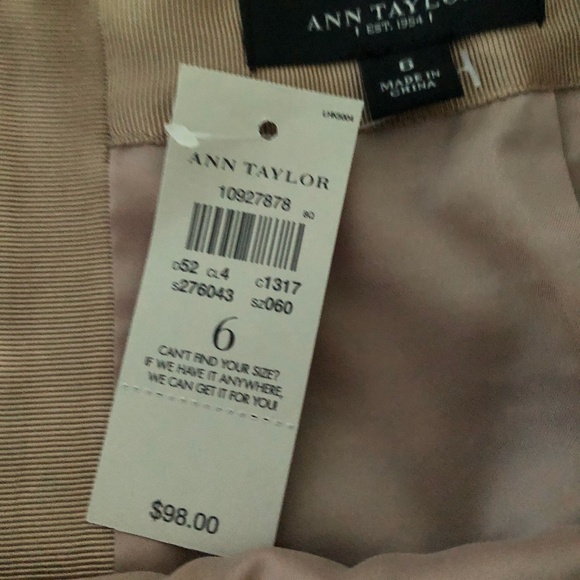 ANN TAYLOR
EST. 1954
6
MADE IN
CHINA
ANN TAYLOR
10927878
D52 CL4 C1317
S276043 SZ060
6
CAN'T FIND YOUR SIZE?
IF WE HAVE IT ANYWHERE,
WE CAN GET IT FOR YOU!
$98.00